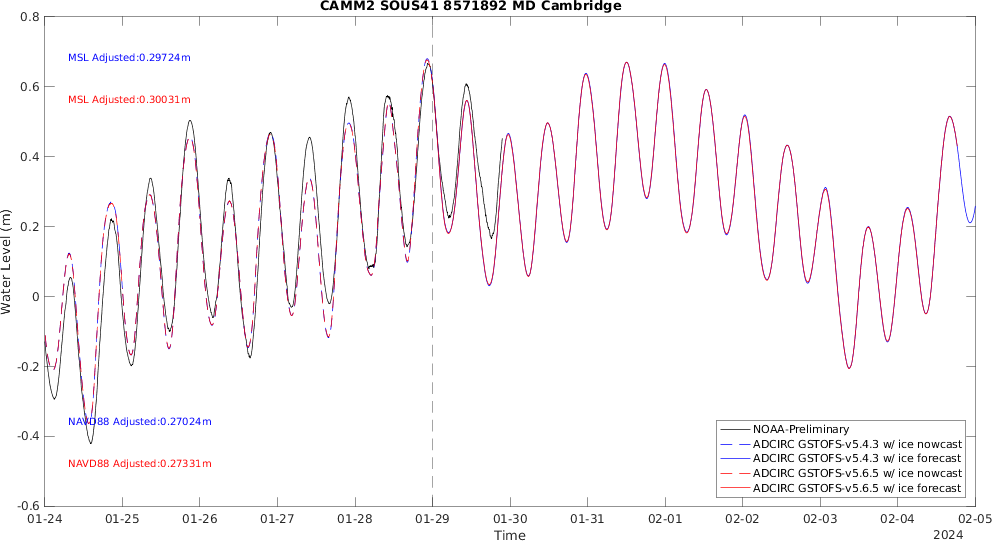 CAMM2 SOUS41 8571892 MD Cambridge
0.8
MSL Adjusted:0.29724m
0.6
MSL Adjusted:0.30031m
0.4
0.2
Water Level (m)
0
-0.2
NAVD88 Adjusted:0.27024m
-0.4
NAVD88 Adjusted:0.27331m
-0.6
NOAA-Preliminary
ADCIRC GSTOFS-v5.4.3 w/ ice nowcast
ADCIRC GSTOFS-v5.4.3 w/ ice forecast
ADCIRC GSTOFS-v5.6.5 w/ ice nowcast
ADCIRC GSTOFS-v5.6.5 w/ ice forecast
01-24 01-25 01-26 01-27 01-28 01-29 01-30 01-31 02-01 02-02 02-03 02-04 02-05
Time
2024